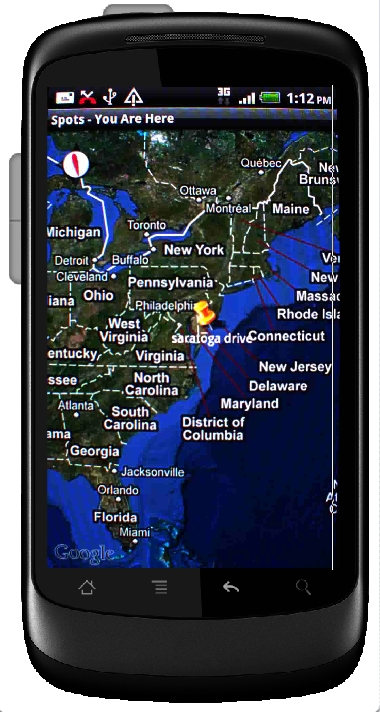 3G
1:12 PM
Spots - You Are Here
Québec
New
Brunsw
Ottawa
Montréal
Maine
Toronto
Michigan
New York
Detroit
Buffalo
Ver
Cleveland
New
Pennsylvania
iana
Ohio
Massac
Philadelphi
Rhode Isla
West
Virginia
saratoga drive
Connecticut
entucky,
Virginia
New Jersey
ssee
North
Carolina
Delaware
Maryland
Atlanta
South
Carolina
District of
Columbia
ama
Georgia
Jacksonville
Orlando
N
A
C
Florida
Miami
Google